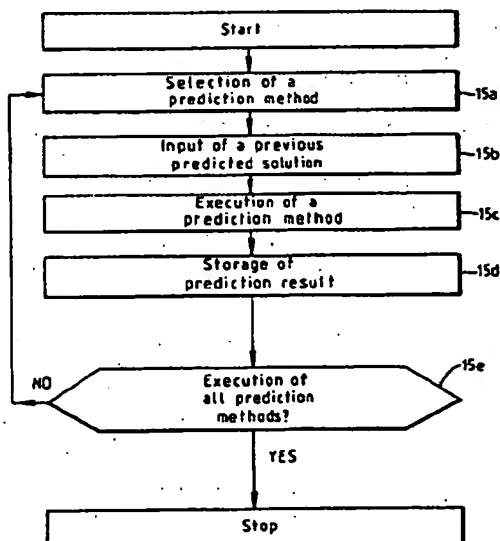 Start
Selection of a
prediction method
15a
Input of a previous
predicted solution
15b
Execution of a
prediction method
15c
Storage of
prediction result
15d
15e
NO
Execution of
all prediction
methods?
YES
Stop